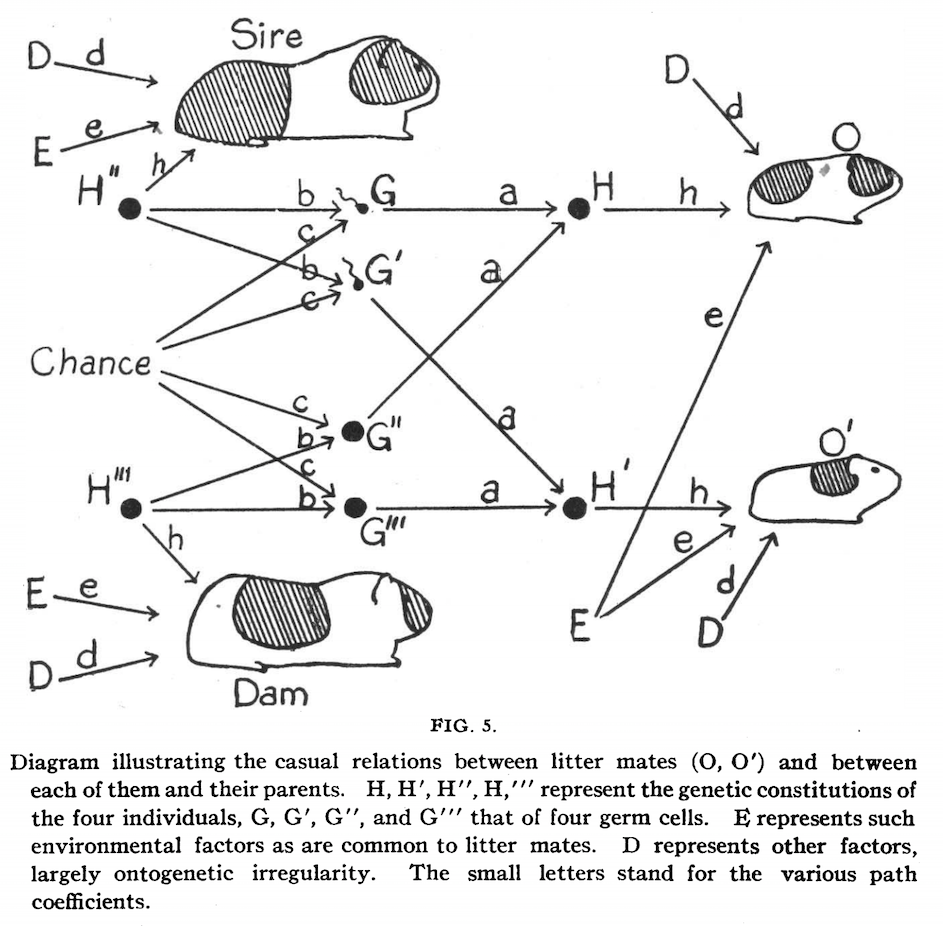 Sire
D d
E e
H'' h
b G a H h
c
b G'
c
D
d
O
a
e
Chance
c
b G''
c
a
H''' b G''' a H' h
O'
h
e
E e
D d
E
d
D
Dam
FIG. 5.
Diagram illustrating the casual relations between litter mates (O, O′) and between
each of them and their parents. H, H′, H′′, H,′′′ represent the genetic constitutions of
the four individuals, G, G′, G′′, and G′′′ that of four germ cells. E represents such
environmental factors as are common to litter mates. D represents other factors,
largely ontogenetic irregularity. The small letters stand for the various path
coefficients.